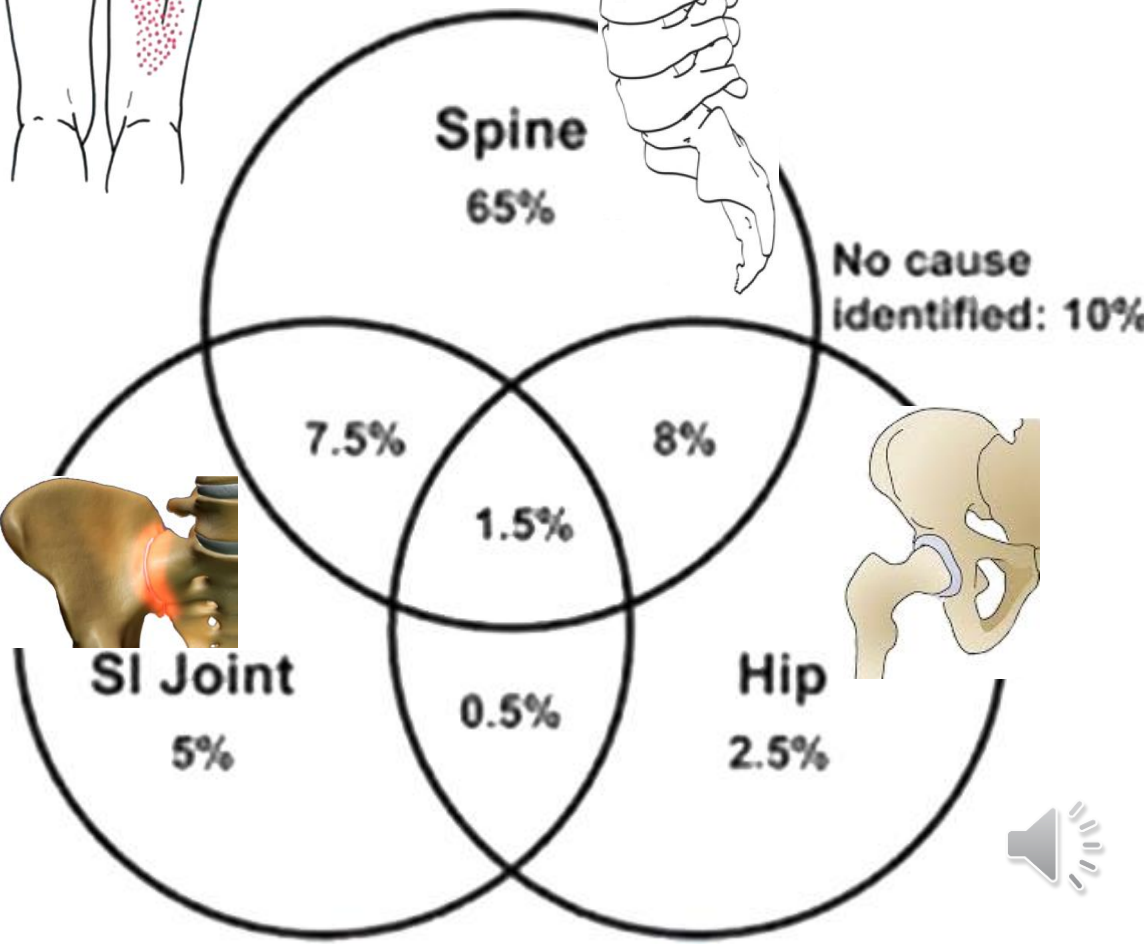 Spine
65%
No cause
identified: 10%
7.5%
8%
1.5%
SI Joint
5%
0.5%
Hip
2.5%